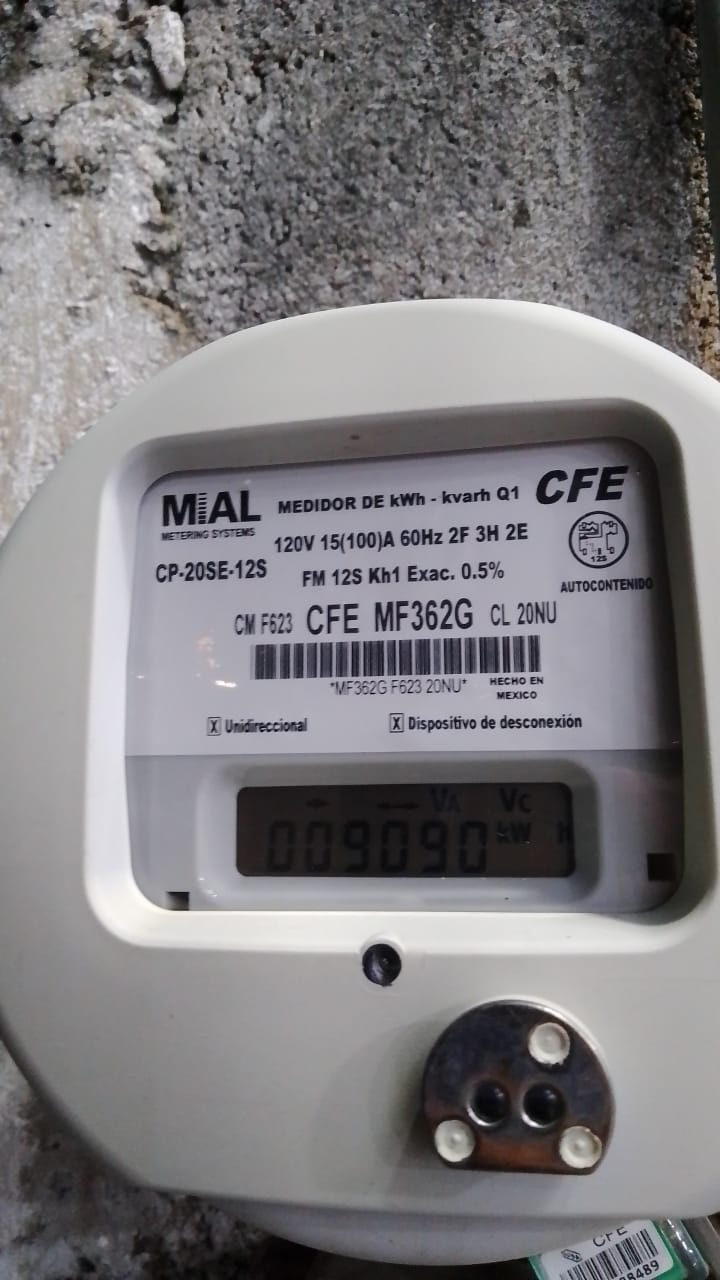 MIAL
METERING SYSTEMS
MEDIDOR DE kWh - kvarh Q1
CFE
120V 15(100)A 60Hz 2F 3H 2E
CP-20SE-12S
FM 12S Kh1 Exac. 0.5%
12S
AUTOCONTENIDO
CM F623 CFE MF362G CL 20NU
*MF362G F623 20NU*
HECHO EN
MEXICO
X Unidireccional
X Dispositivo de desconexión
VA VC
009090 kW h
CFE
8489